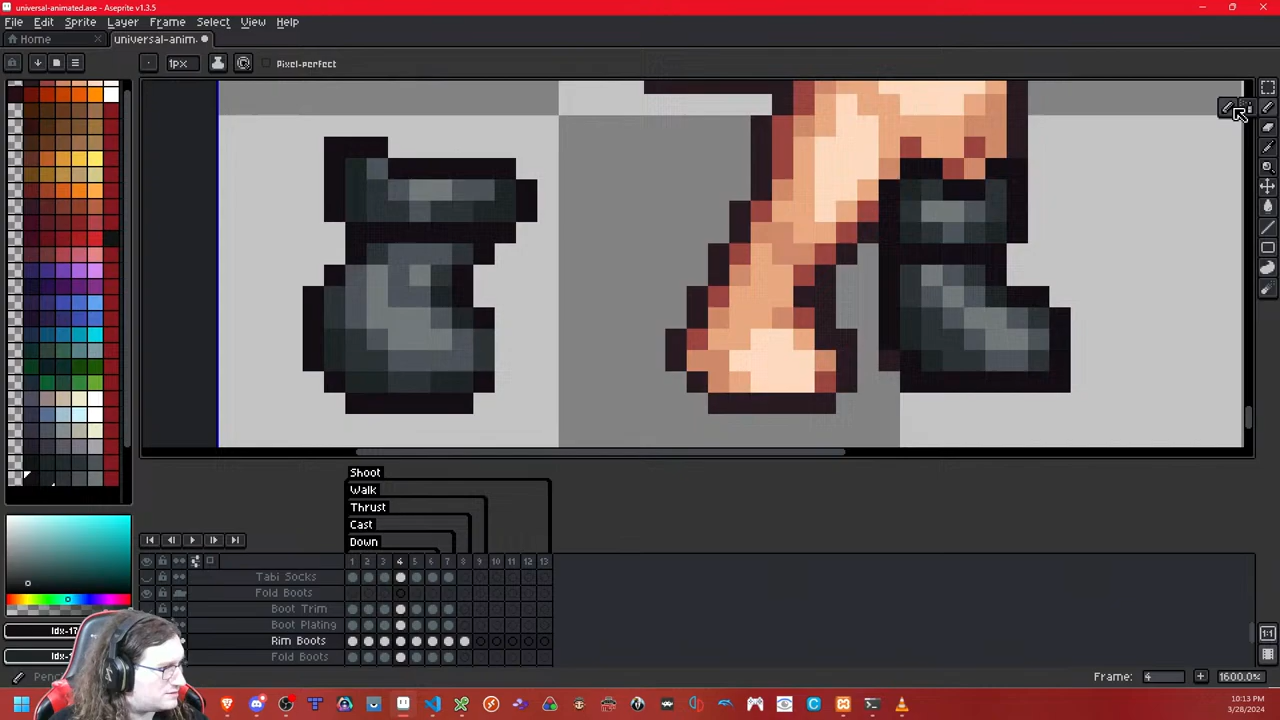 universal-animated.ase - Aseprite v1.3.5
File Edit Sprite Layer Frame Select View Help
Home
universal-anim.
1px
Pixel-perfect
Shoot
Walk
Thrust
Cast
Down
1 2 3 4 5 6 7 8 9 10 11 12 13
Tabi Socks
Fold Boots
Boot Trim
Boot Plating
Rim Boots
Fold Boots
1:1
Frame: 4 + 1600.0%
10:13 PM
3/28/2024